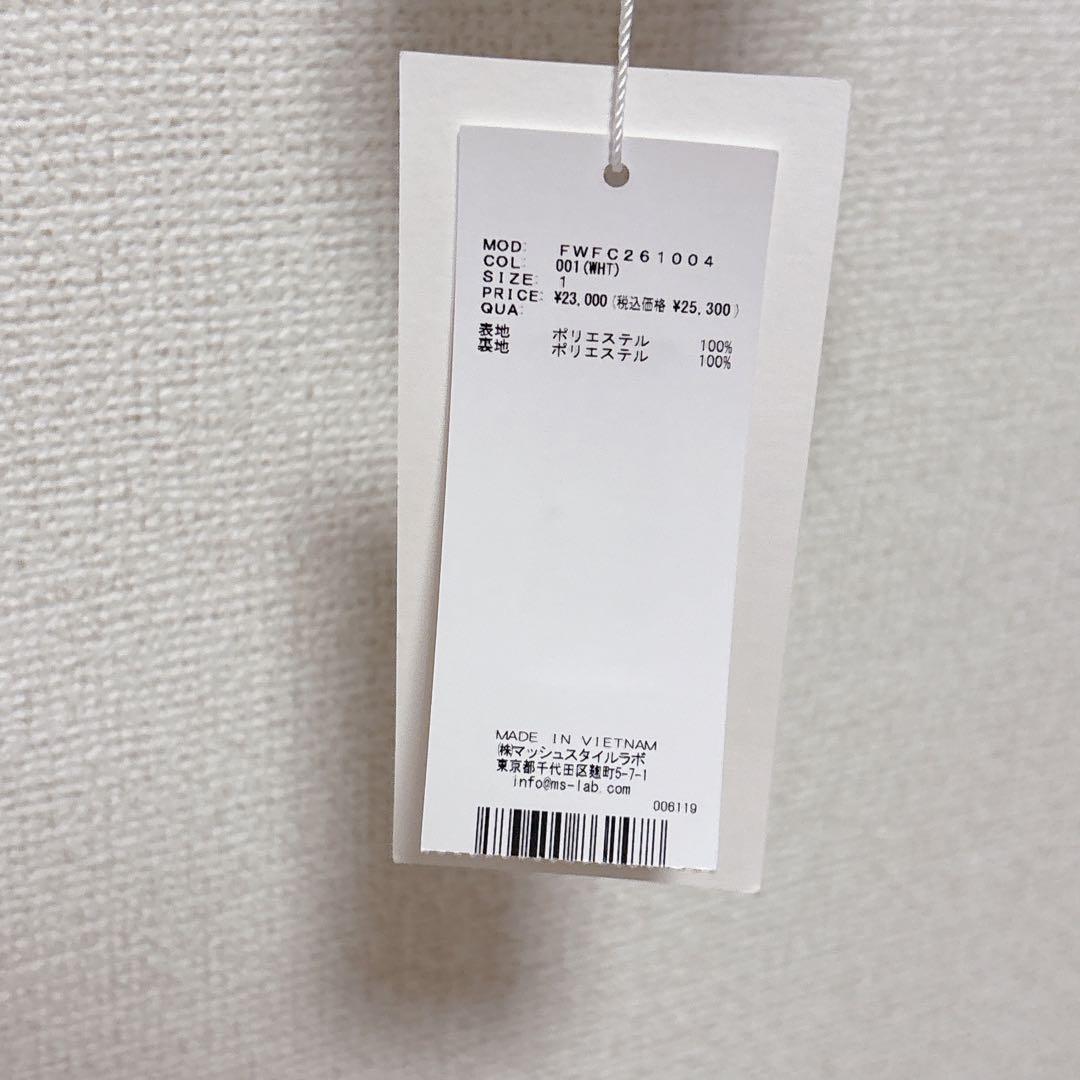 MOD: FWFC261004
COL: 001(WHT)
SIZE: 1
PRICE: ¥23,000(税込価格 ¥25,300)
QUA:
表地 ポリエステル 100%
裏地 ポリエステル 100%
MADE IN VIETNAM
㈱マッシュスタイルラボ
東京都千代田区麹町5-7-1
info@ms-lab.com
006119